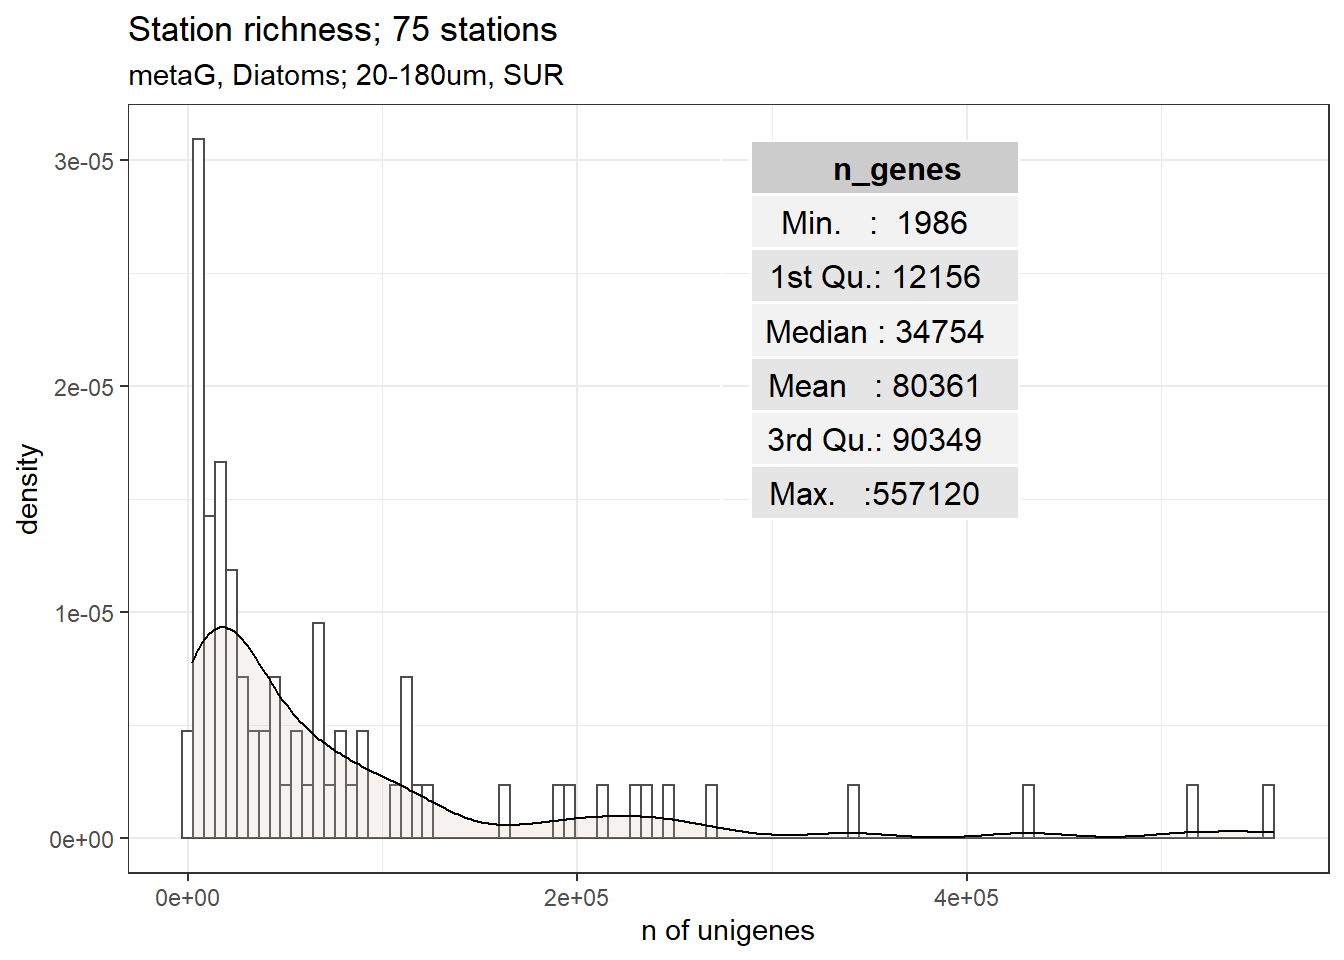 Station richness; 75 stations
metaG, Diatoms; 20-180um, SUR
3e-05
2e-05
1e-05
0e+00
density
n_genes
Min.   :  1986
1st Qu.: 12156
Median : 34754
Mean   : 80361
3rd Qu.: 90349
Max.   :557120
0e+00 2e+05 4e+05
n of unigenes